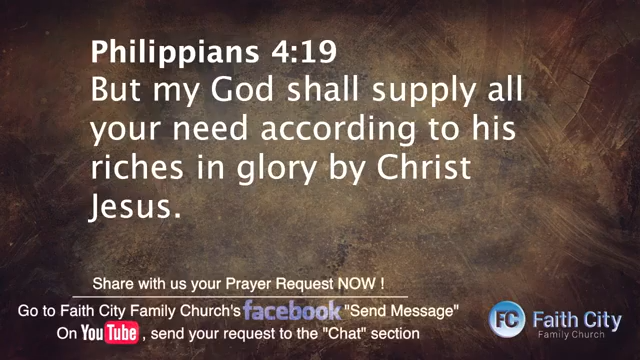 Philippians 4:19
But my God shall supply all
your need according to his
riches in glory by Christ
Jesus.
Share with us your Prayer Request NOW !
Go to Faith City Family Church's facebook "Send Message"
On YouTube , send your request to the "Chat" section
FC Faith City
Family Church